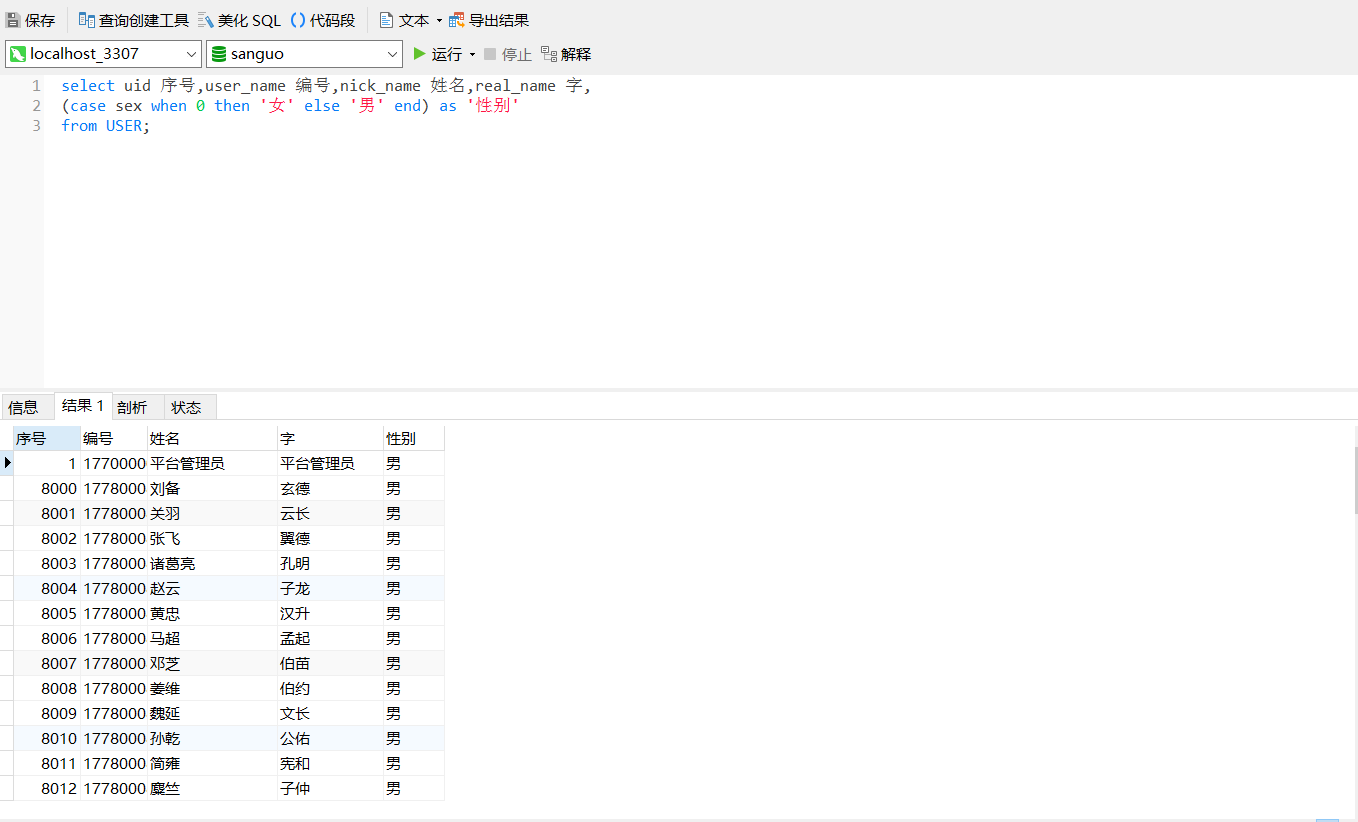 保存 查询创建工具 美化 SQL () 代码段 文本 导出结果
localhost_3307 sanguo 运行 停止 解释
1 select uid 序号,user_name 编号,nick_name 姓名,real_name 字,
2 (case sex when 0 then '女' else '男' end) as '性别'
3 from USER;
信息 结果 1 剖析 状态
序号 编号 姓名 字 性别
1 1770000 平台管理员 平台管理员 男
8000 1778000 刘备 玄德 男
8001 1778000 关羽 云长 男
8002 1778000 张飞 翼德 男
8003 1778000 诸葛亮 孔明 男
8004 1778000 赵云 子龙 男
8005 1778000 黄忠 汉升 男
8006 1778000 马超 孟起 男
8007 1778000 邓芝 伯苗 男
8008 1778000 姜维 伯约 男
8009 1778000 魏延 文长 男
8010 1778000 孙乾 公佑 男
8011 1778000 简雍 宪和 男
8012 1778000 麋竺 子仲 男